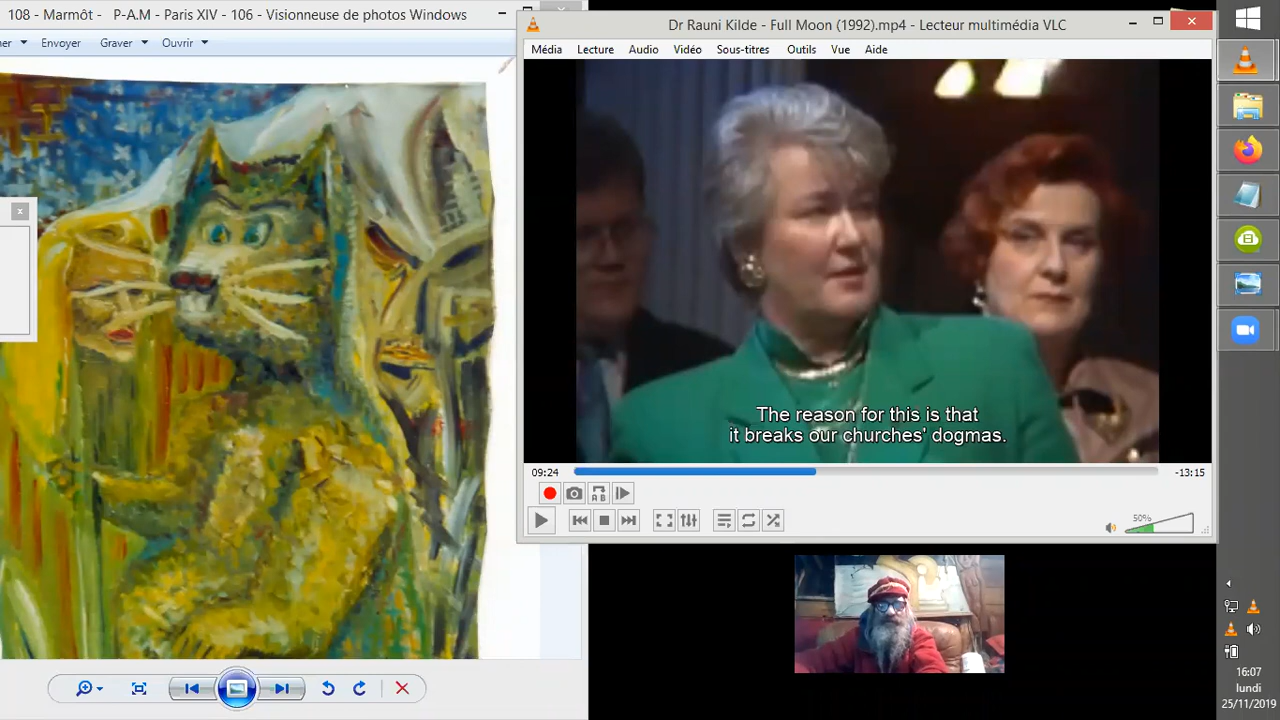 108 - Marmôt - P-A.M - Paris XIV - 106 - Visionneuse de photos Windows
Envoyer Graver Ouvrir
x
Dr Rauni Kilde - Full Moon (1992).mp4 - Lecteur multimédia VLC
Média Lecture Audio Vidéo Sous-titres Outils Vue Aide
The reason for this is that
it breaks our churches' dogmas.
09:24 -13:15
A B
50%
16:07
lundi
25/11/2019